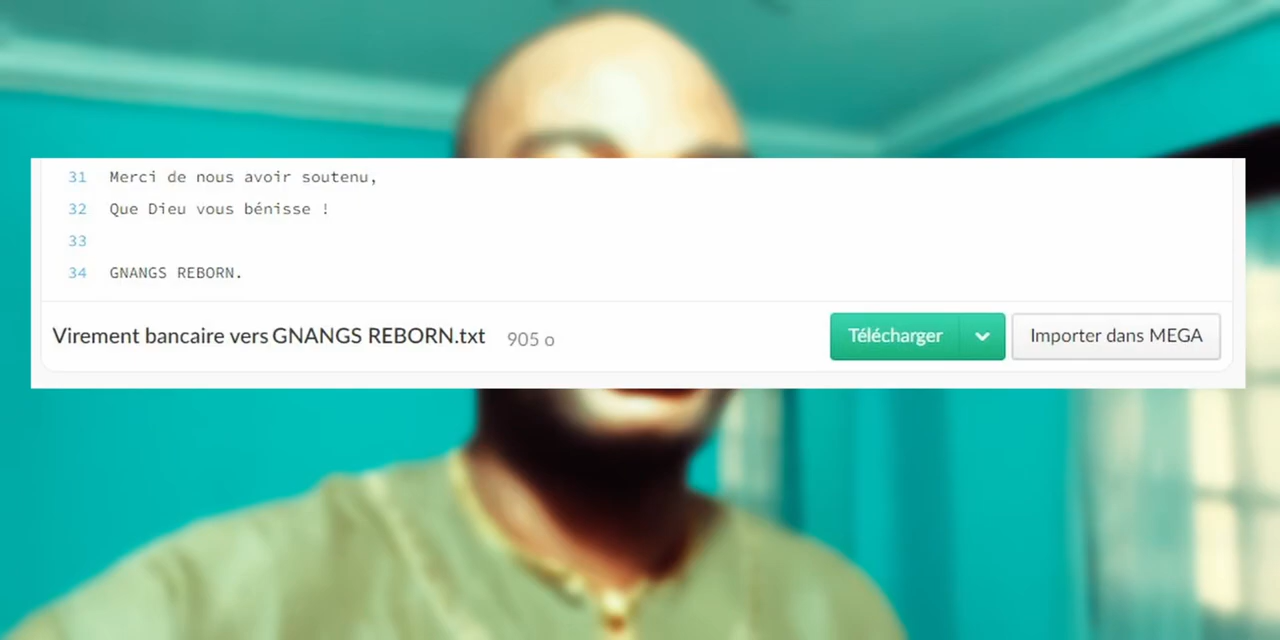 31 Merci de nous avoir soutenu,
32 Que Dieu vous bénisse !
33
34 GNANGS REBORN.
Virement bancaire vers GNANGS REBORN.txt 905 o Télécharger Importer dans MEGA